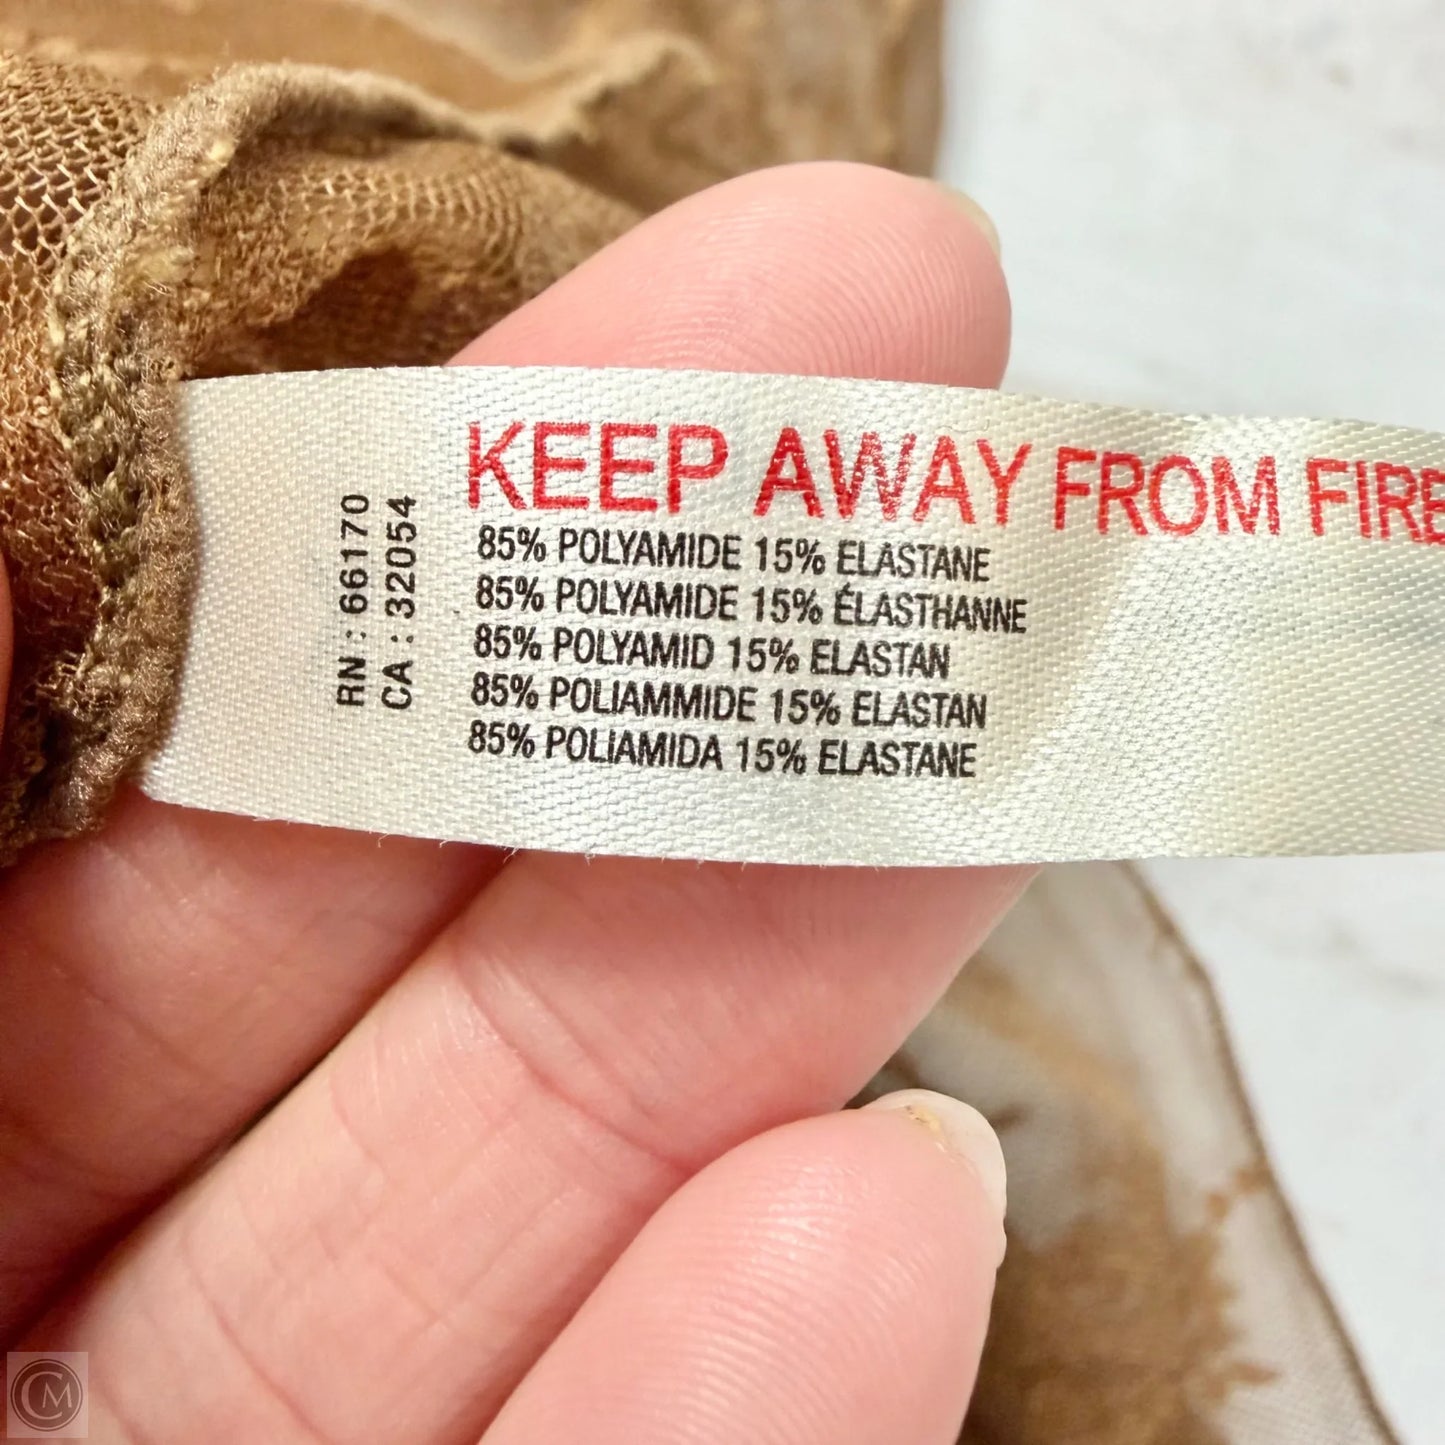 RN : 66170
CA : 32054
KEEP AWAY FROM FIRE
85% POLYAMIDE 15% ELASTANE
85% POLYAMIDE 15% ÉLASTHANNE
85% POLYAMID 15% ELASTAN
85% POLIAMMIDE 15% ELASTAN
85% POLIAMIDA 15% ELASTANE
CM